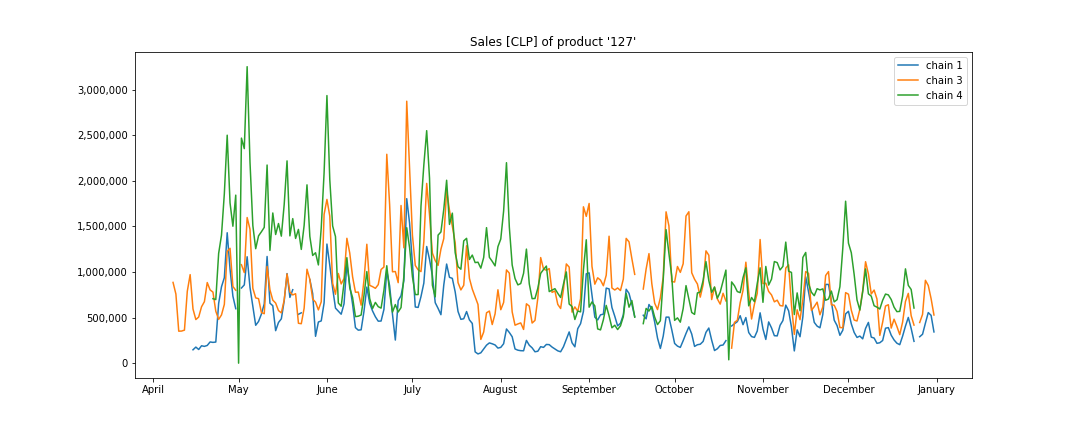 Sales [CLP] of product '127'
chain 1
chain 3
chain 4
3,000,000
2,500,000
2,000,000
1,500,000
1,000,000
500,000
0
April May June July August September October November December January